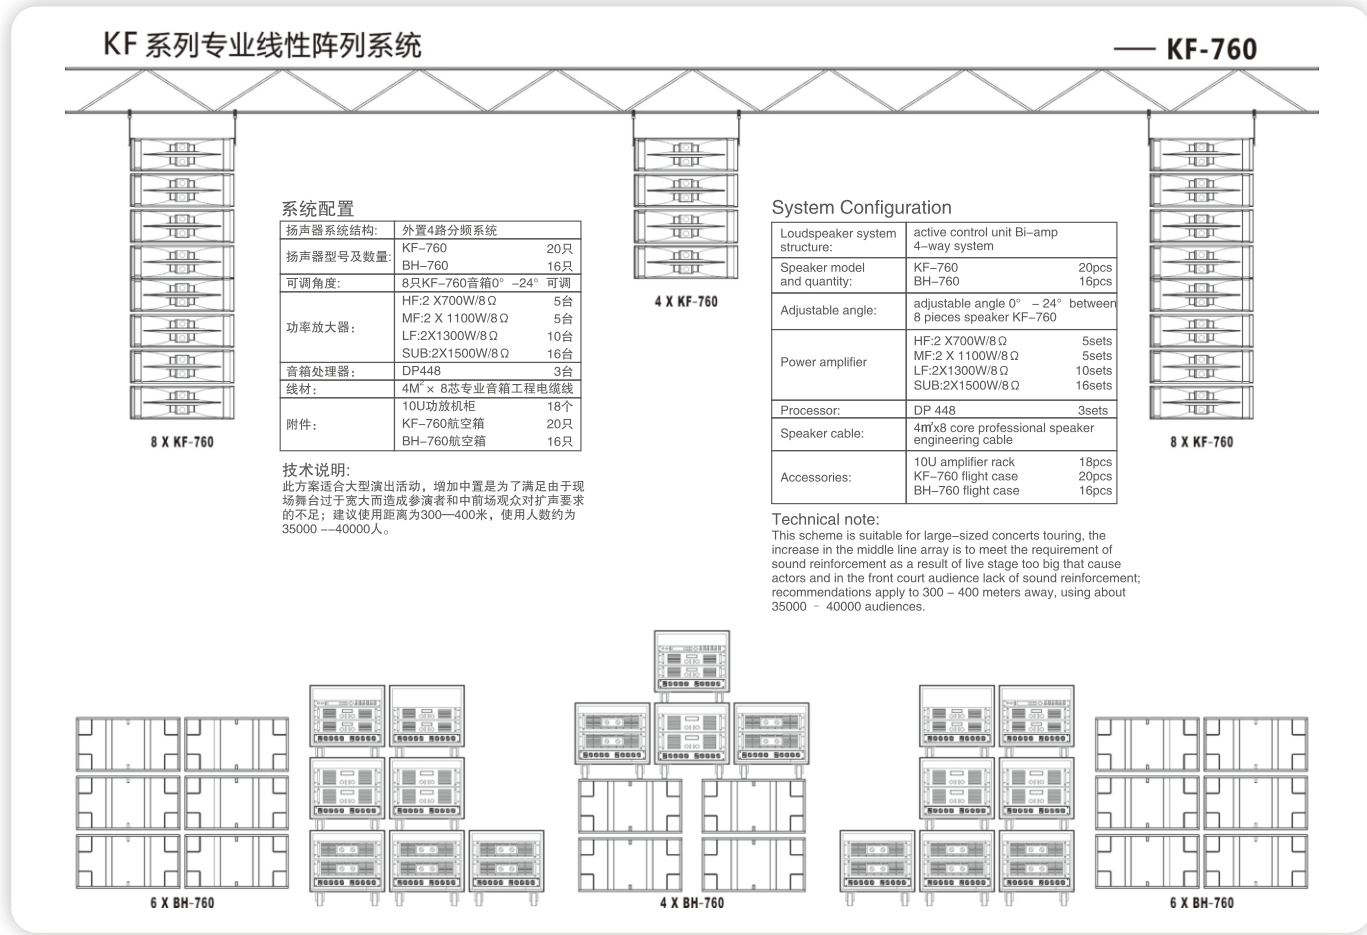 KF 系列专业线性阵列系统
— KF-760
系统配置
扬声器系统结构: 外置4路分频系统
扬声器型号及数量: KF-760 20只
BH-760 16只
可调角度: 8只KF-760音箱0° -24° 可调
功率放大器: HF:2 X700W/8Ω 5台
MF:2 X 1100W/8Ω 5台
LF:2X1300W/8Ω 10台
SUB:2X1500W/8Ω 16台
音箱处理器: DP448 3台
线材: 4M²× 8芯专业音箱工程电缆线
附件: 10U功放机柜 18个
KF-760航空箱 20只
BH-760航空箱 16只
技术说明:
此方案适合大型演出活动，增加中置是为了满足由于现
场舞台过于宽大而造成参演者和中前场观众对扩声要求
的不足；建议使用距离为300—400米，使用人数约为
35000 --40000人。
System Configuration
Loudspeaker system structure: active control unit Bi-amp
4-way system
Speaker model and quantity: KF-760 20pcs
BH-760 16pcs
Adjustable angle: adjustable angle 0° - 24° between
8 pieces speaker KF-760
Power amplifier HF:2 X700W/8Ω 5sets
MF:2 X 1100W/8Ω 5sets
LF:2X1300W/8Ω 10sets
SUB:2X1500W/8Ω 16sets
Processor: DP 448 3sets
Speaker cable: 4㎡x8 core professional speaker
engineering cable
Accessories: 10U amplifier rack 18pcs
KF-760 flight case 20pcs
BH-760 flight case 16pcs
Technical note:
This scheme is suitable for large-sized concerts touring, the
increase in the middle line array is to meet the requirement of
sound reinforcement as a result of live stage too big that cause
actors and in the front court audience lack of sound reinforcement;
recommendations apply to 300 - 400 meters away, using about
35000 - 40000 audiences.
8 X KF-760
4 X KF-760
8 X KF-760
6 X BH-760
4 X BH-760
6 X BH-760